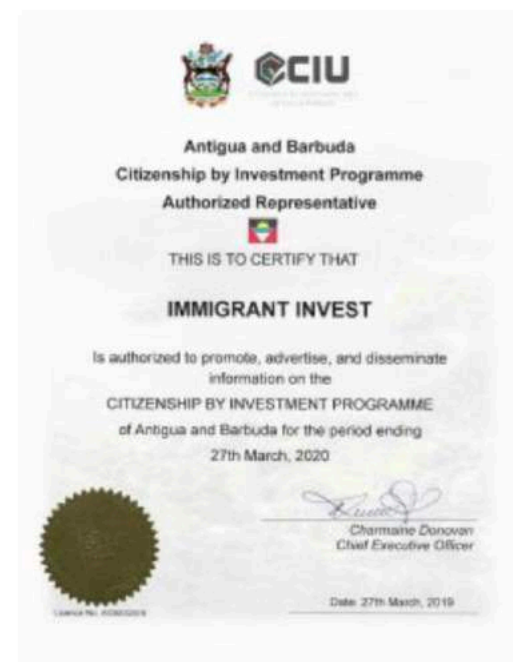 CIU
Antigua and Barbuda
Citizenship by Investment Programme
Authorized Representative
THIS IS TO CERTIFY THAT
IMMIGRANT INVEST
Is authorized to promote, advertise, and disseminate
information on the
CITIZENSHIP BY INVESTMENT PROGRAMME
of Antigua and Barbuda for the period ending
27th March, 2020
Charmaine Donovan
Chief Executive Officer
Date: 27th March, 2019
Licence No.